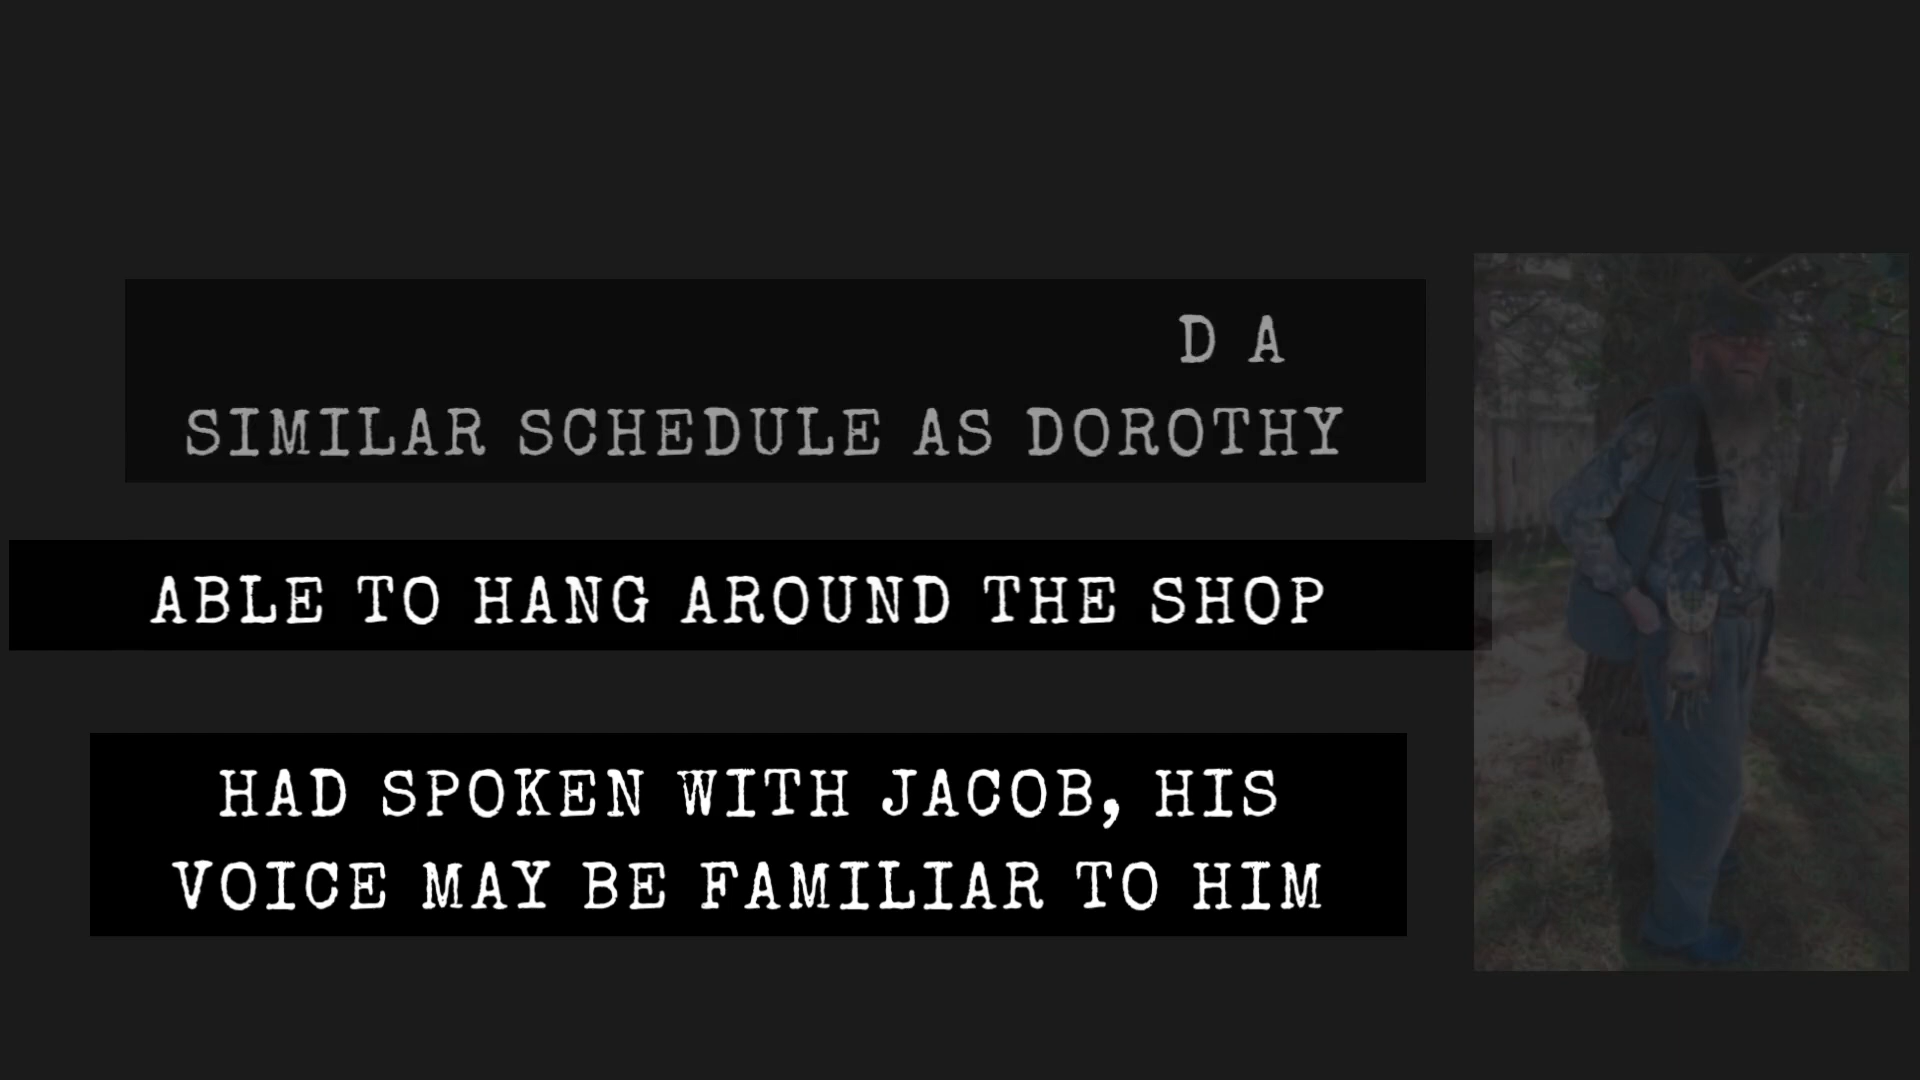 D A
SIMILAR SCHEDULE AS DOROTHY
ABLE TO HANG AROUND THE SHOP
HAD SPOKEN WITH JACOB, HIS
VOICE MAY BE FAMILIAR TO HIM